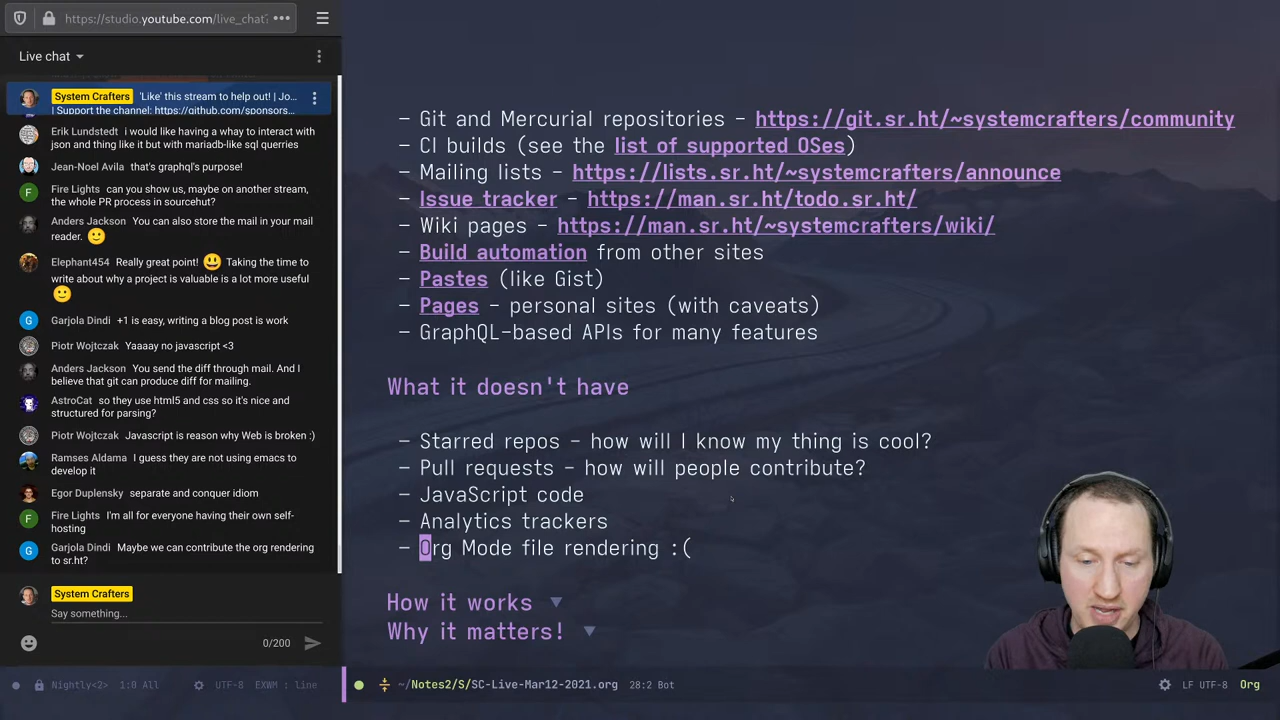 https://studio.youtube.com/live_chat?
Live chat
System Crafters 'Like' this stream to help out! | Jo…
| Support the channel: https://github.com/sponsors…
Erik Lundstedt i would like having a whay to interact with
json and thing like it but with mariadb-like sql querries
Jean-Noel Avila that's graphql's purpose!
Fire Lights can you show us, maybe on another stream,
the whole PR process in sourcehut?
Anders Jackson You can also store the mail in your mail
reader. 🙂
Elephant454 Really great point! 😃 Taking the time to
write about why a project is valuable is a lot more useful
🙂
Garjola Dindi +1 is easy, writing a blog post is work
Piotr Wojtczak Yaaaay no javascript <3
Anders Jackson You send the diff through mail. And I
believe that git can produce diff for mailing.
AstroCat so they use html5 and css so it's nice and
structured for parsing?
Piotr Wojtczak Javascript is reason why Web is broken :)
Ramses Aldama I guess they are not using emacs to
develop it
Egor Duplensky separate and conquer idiom
Fire Lights I'm all for everyone having their own self-
hosting
Garjola Dindi Maybe we can contribute the org rendering
to sr.ht?
System Crafters
Say something...
0/200
Nightly<2> 1:0 All UTF-8 EXWM : line
– Git and Mercurial repositories – https://git.sr.ht/~systemcrafters/community
– CI builds (see the list of supported OSes)
– Mailing lists – https://lists.sr.ht/~systemcrafters/announce
– Issue tracker – https://man.sr.ht/todo.sr.ht/
– Wiki pages – https://man.sr.ht/~systemcrafters/wiki/
– Build automation from other sites
– Pastes (like Gist)
– Pages – personal sites (with caveats)
– GraphQL-based APIs for many features
What it doesn't have
– Starred repos – how will I know my thing is cool?
– Pull requests – how will people contribute?
– JavaScript code
– Analytics trackers
– Org Mode file rendering :(
How it works ▼
Why it matters! ▼
~/Notes2/S/SC-Live-Mar12-2021.org 28:2 Bot LF UTF-8 Org